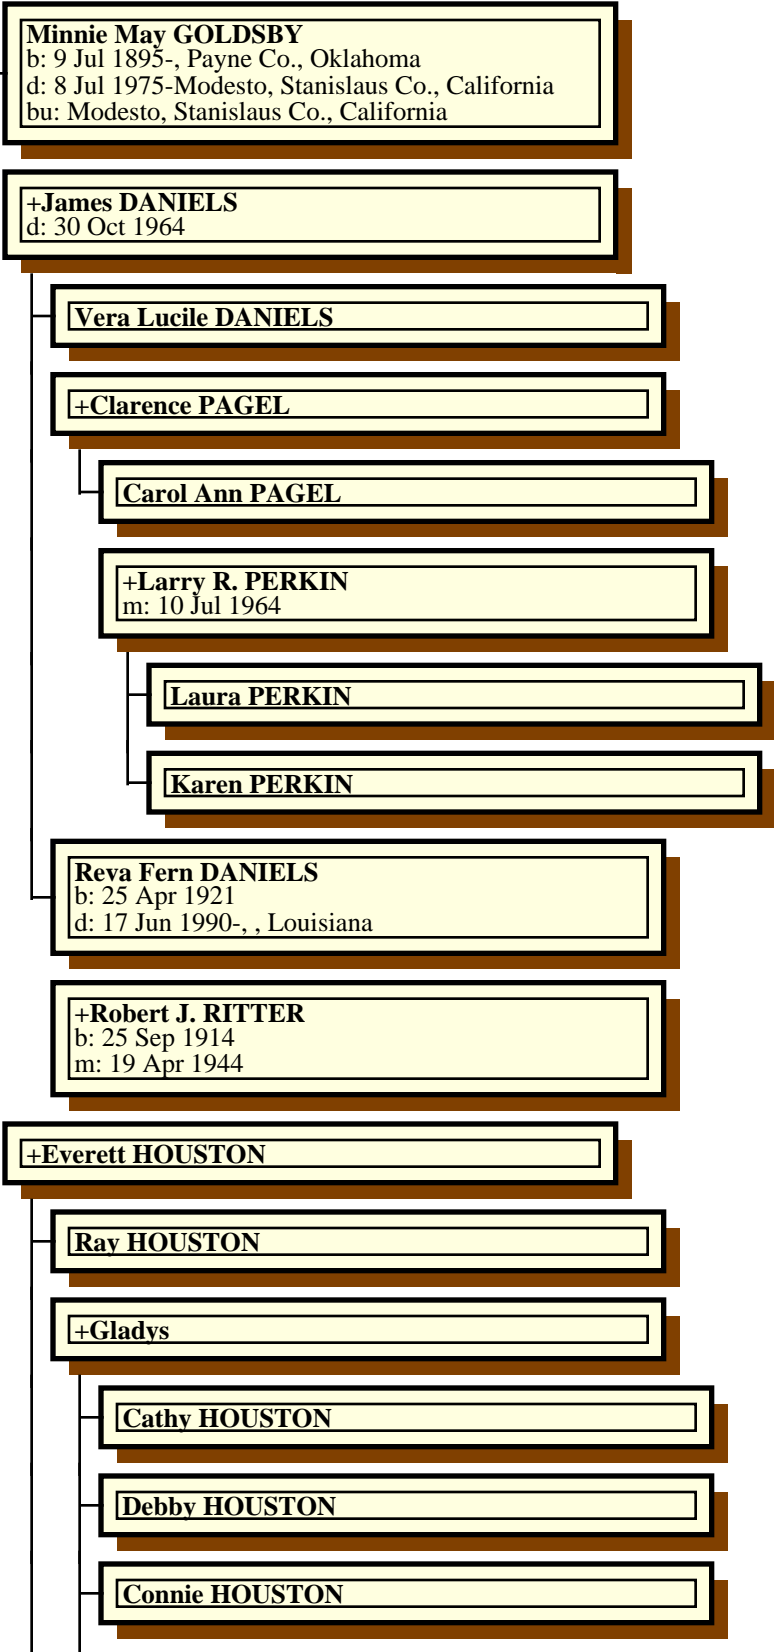 Minnie May GOLDSBY
b: 9 Jul 1895-, Payne Co., Oklahoma
d: 8 Jul 1975-Modesto, Stanislaus Co., California
bu: Modesto, Stanislaus Co., California
+James DANIELS
d: 30 Oct 1964
Vera Lucile DANIELS
+Clarence PAGEL
Carol Ann PAGEL
+Larry R. PERKIN
m: 10 Jul 1964
Laura PERKIN
Karen PERKIN
Reva Fern DANIELS
b: 25 Apr 1921
d: 17 Jun 1990-, , Louisiana
+Robert J. RITTER
b: 25 Sep 1914
m: 19 Apr 1944
+Everett HOUSTON
Ray HOUSTON
+Gladys
Cathy HOUSTON
Debby HOUSTON
Connie HOUSTON